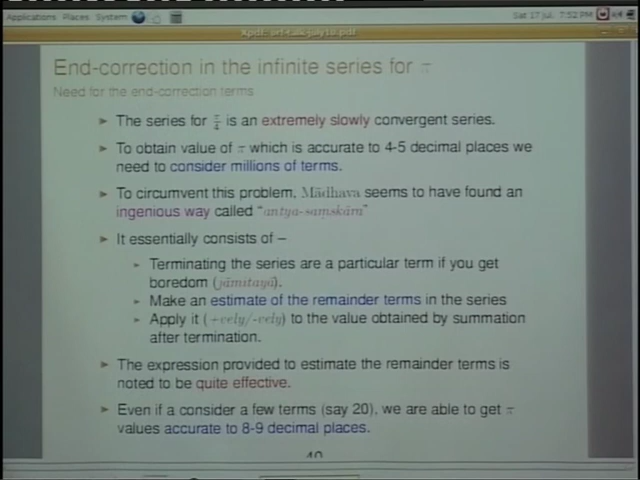 Applications Places System
Sat 17 Jul, 7:52 PM
Xpdf: orf-talk-july10.pdf
End-correction in the infinite series for π
Need for the end-correction terms
► The series for π/4 is an extremely slowly convergent series.
► To obtain value of π which is accurate to 4-5 decimal places we
need to consider millions of terms.
► To circumvent this problem, Mādhava seems to have found an
ingenious way called "antya-saṃskāra"
► It essentially consists of –
► Terminating the series are a particular term if you get
boredom (jāmitayā).
► Make an estimate of the remainder terms in the series
► Apply it (+vely/-vely) to the value obtained by summation
after termination.
► The expression provided to estimate the remainder terms is
noted to be quite effective.
► Even if a consider a few terms (say 20), we are able to get π
values accurate to 8-9 decimal places.